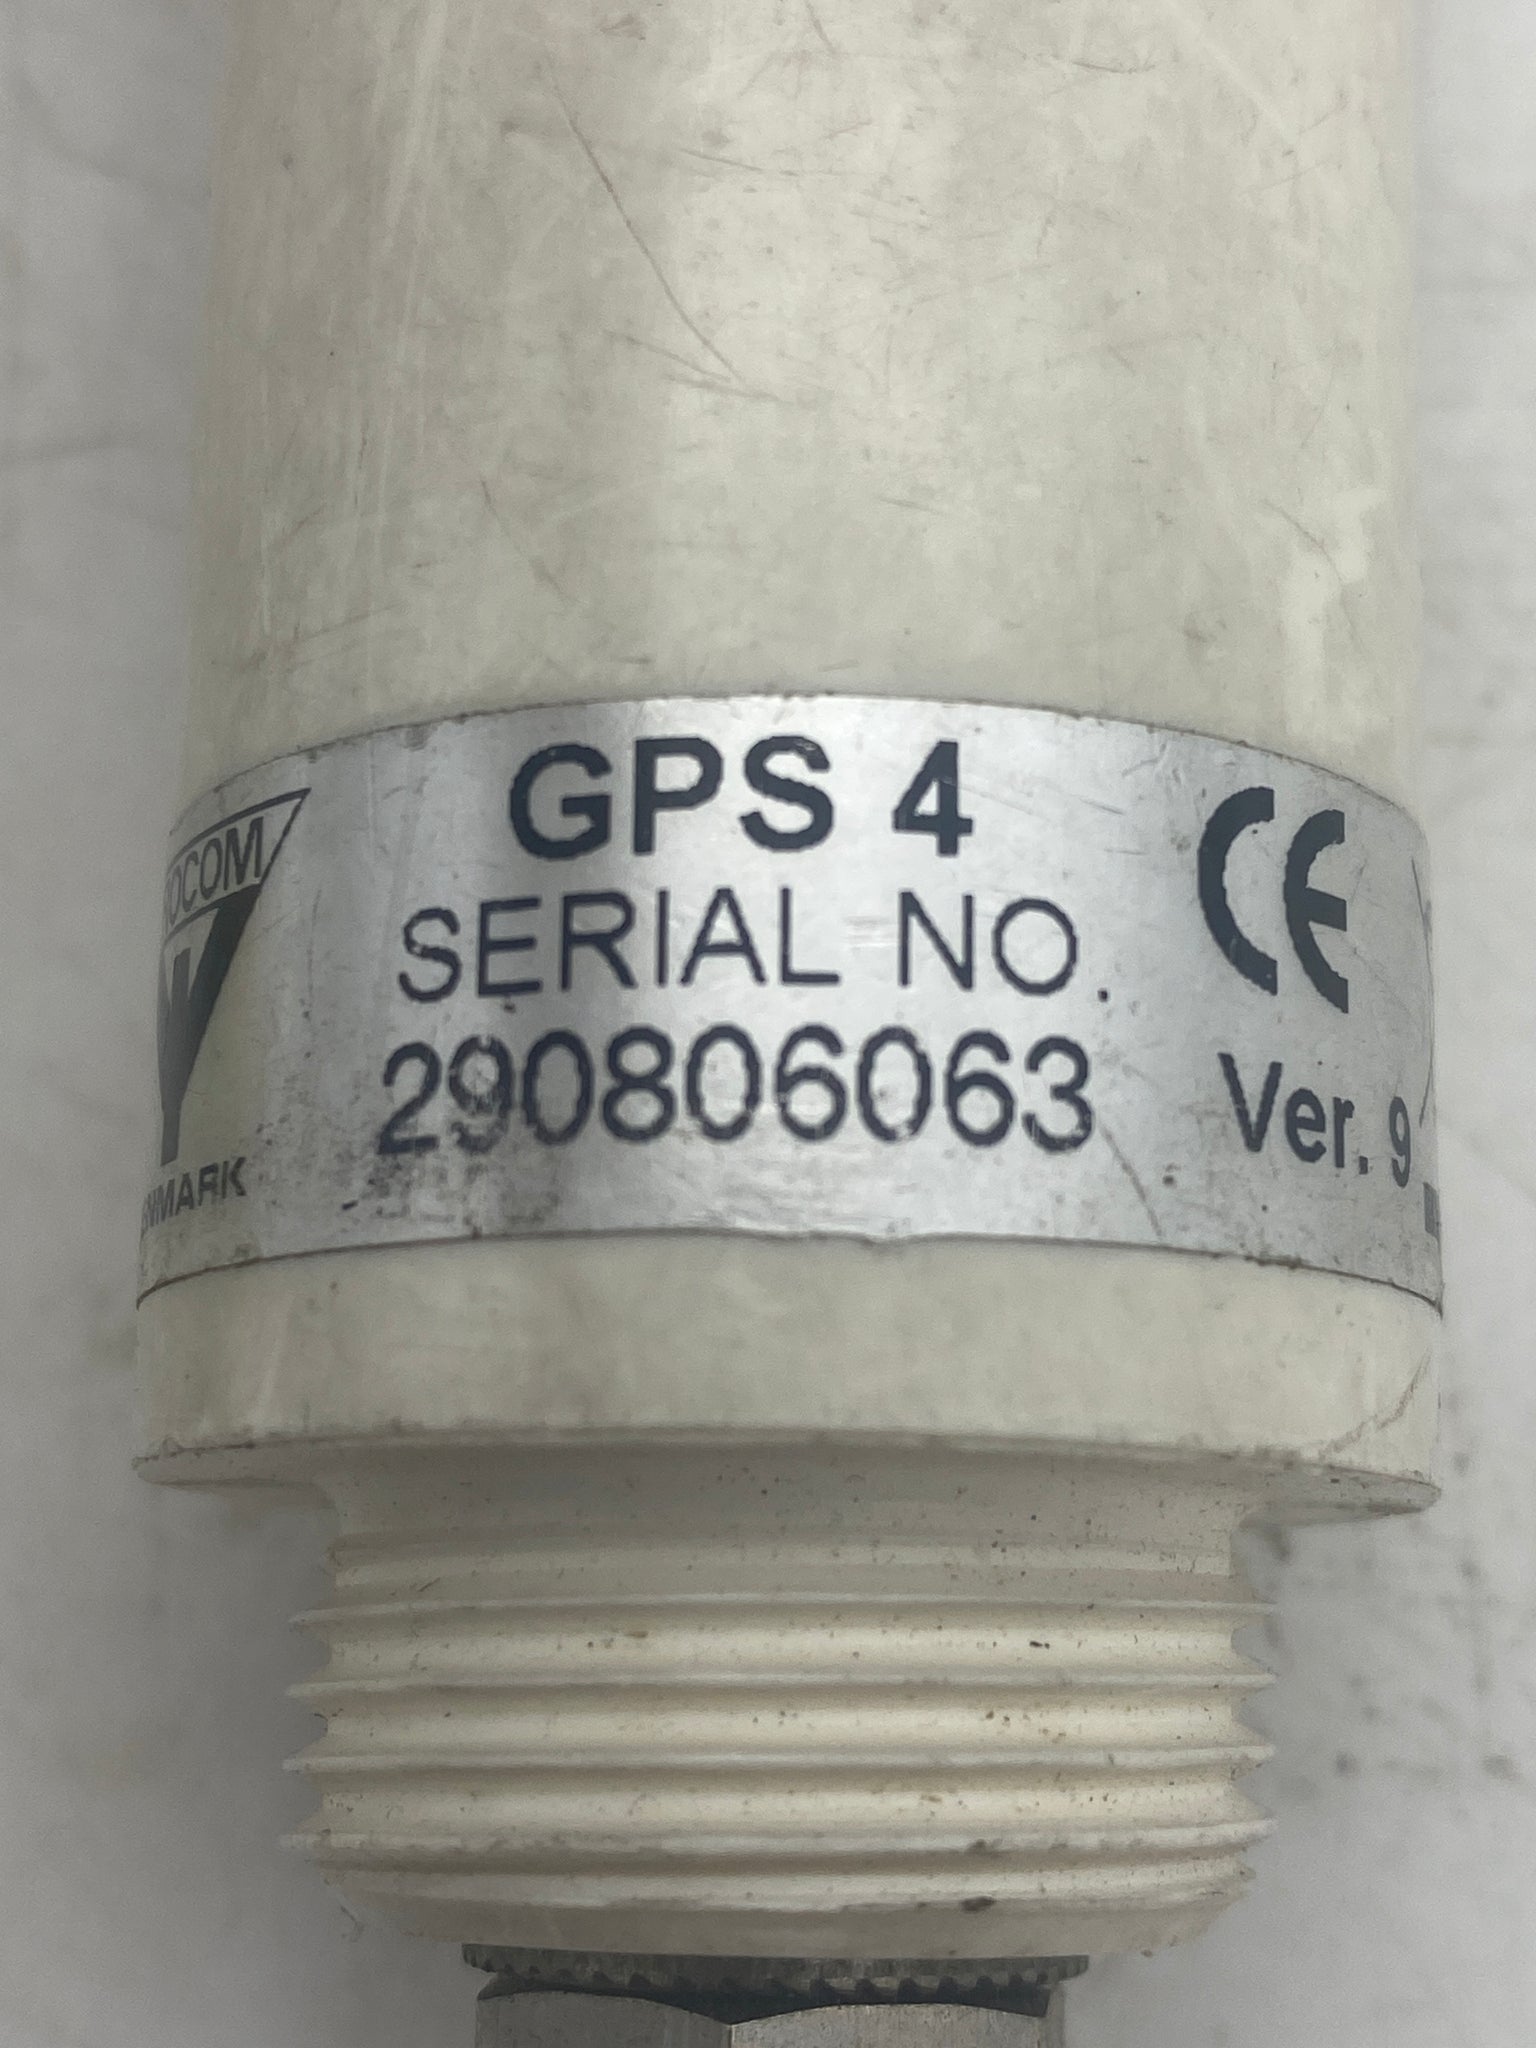 GPS 4
SERIAL NO.
290806063
CE
Ver. 9